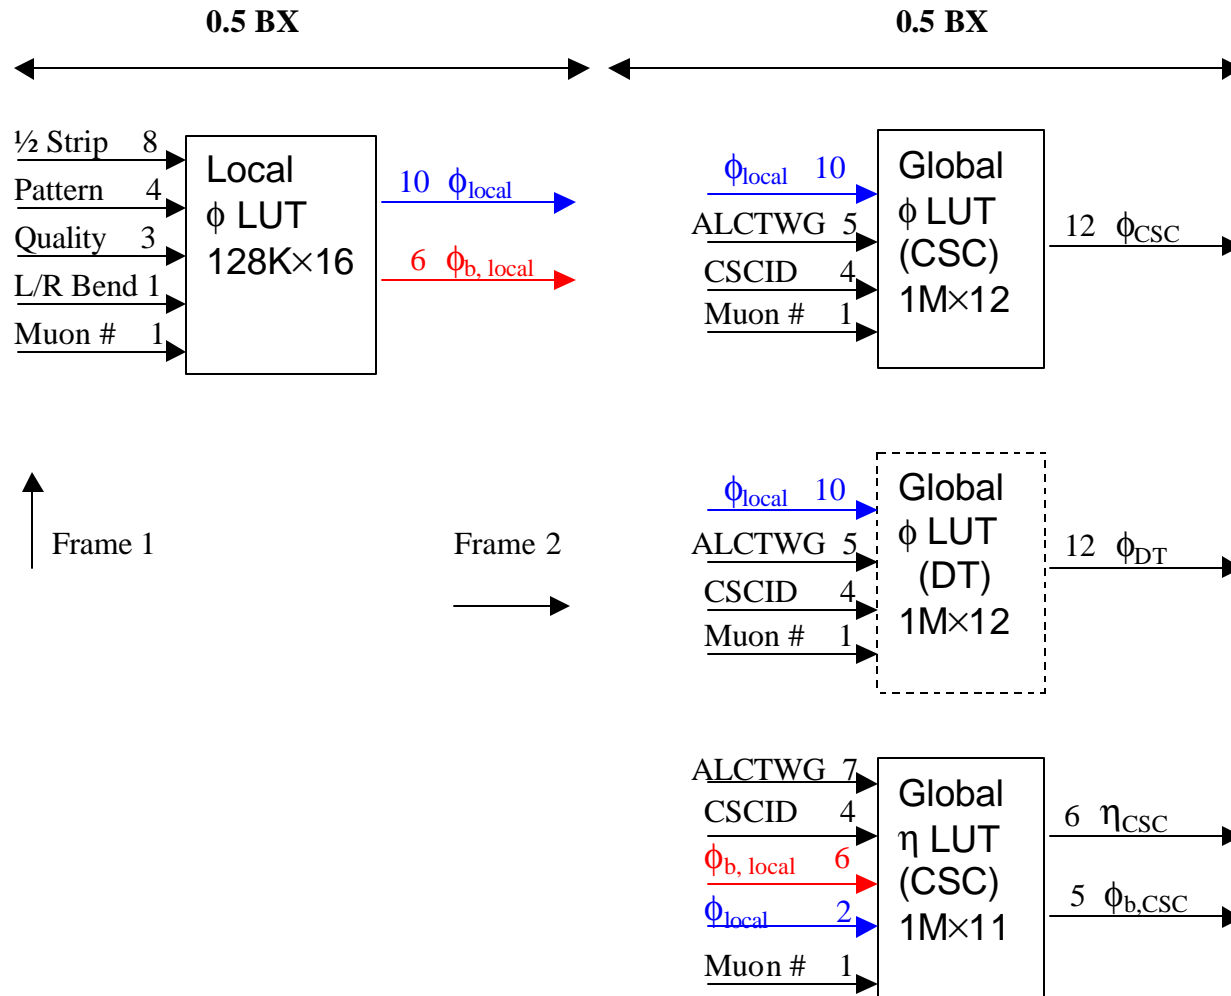 0.5 BX
0.5 BX
½ Strip 8
Pattern 4
Quality 3
L/R Bend 1
Muon # 1
Local
ϕ LUT
128K×16
10 ϕlocal
6 ϕb, local
ϕlocal 10
ALCTWG 5
CSCID 4
Muon # 1
Global
ϕ LUT
(CSC)
1M×12
12 ϕCSC
Frame 1
Frame 2
ϕlocal 10
ALCTWG 5
CSCID 4
Muon # 1
Global
ϕ LUT
(DT)
1M×12
12 ϕDT
ALCTWG 7
CSCID 4
ϕb, local 6
ϕlocal 2
Muon # 1
Global
η LUT
(CSC)
1M×11
6 ηCSC
5 ϕb,CSC